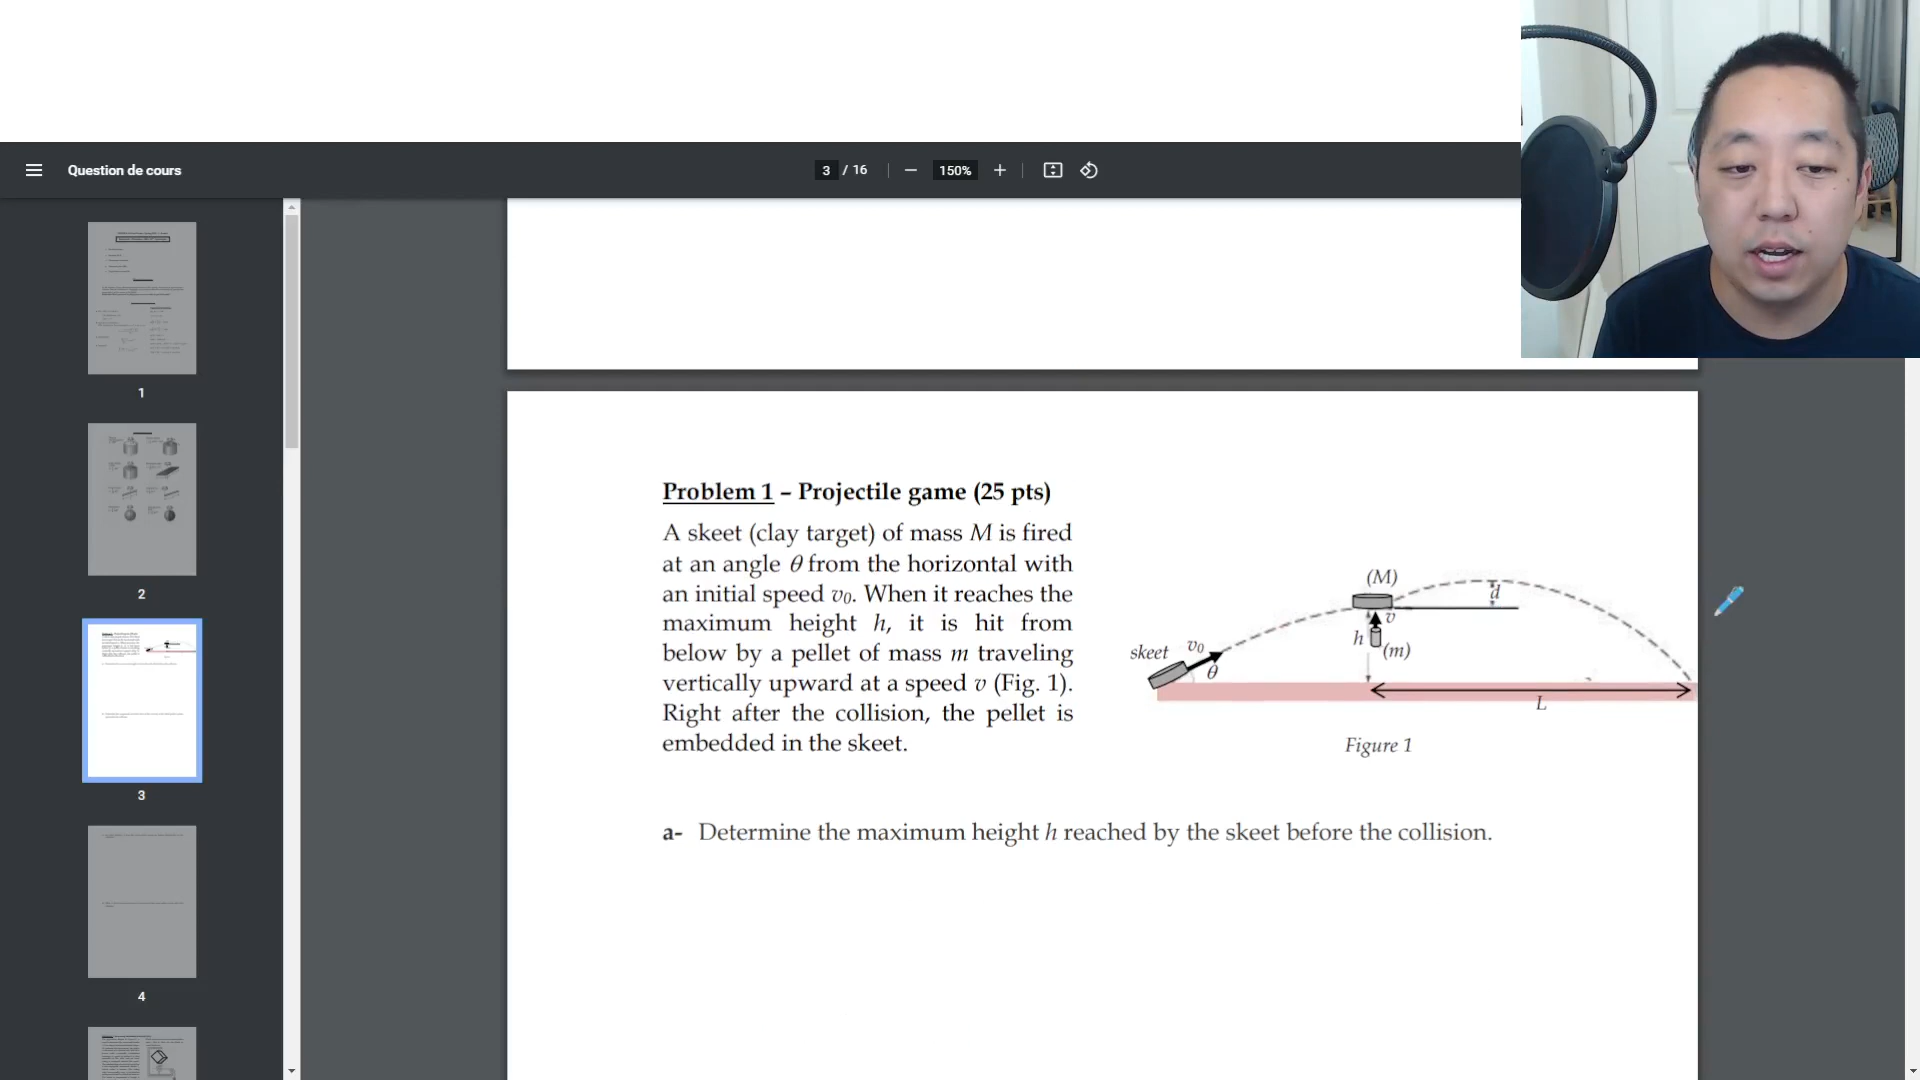 Question de cours
3 / 16
150%
1
2
3
4
Problem 1 – Projectile game (25 pts)
A skeet (clay target) of mass M is fired
at an angle θ from the horizontal with
an initial speed v0. When it reaches the
maximum height h, it is hit from
below by a pellet of mass m traveling
vertically upward at a speed v (Fig. 1).
Right after the collision, the pellet is
embedded in the skeet.
(M)
d
v
h
(m)
skeet
v0
θ
L
Figure 1
a- Determine the maximum height h reached by the skeet before the collision.